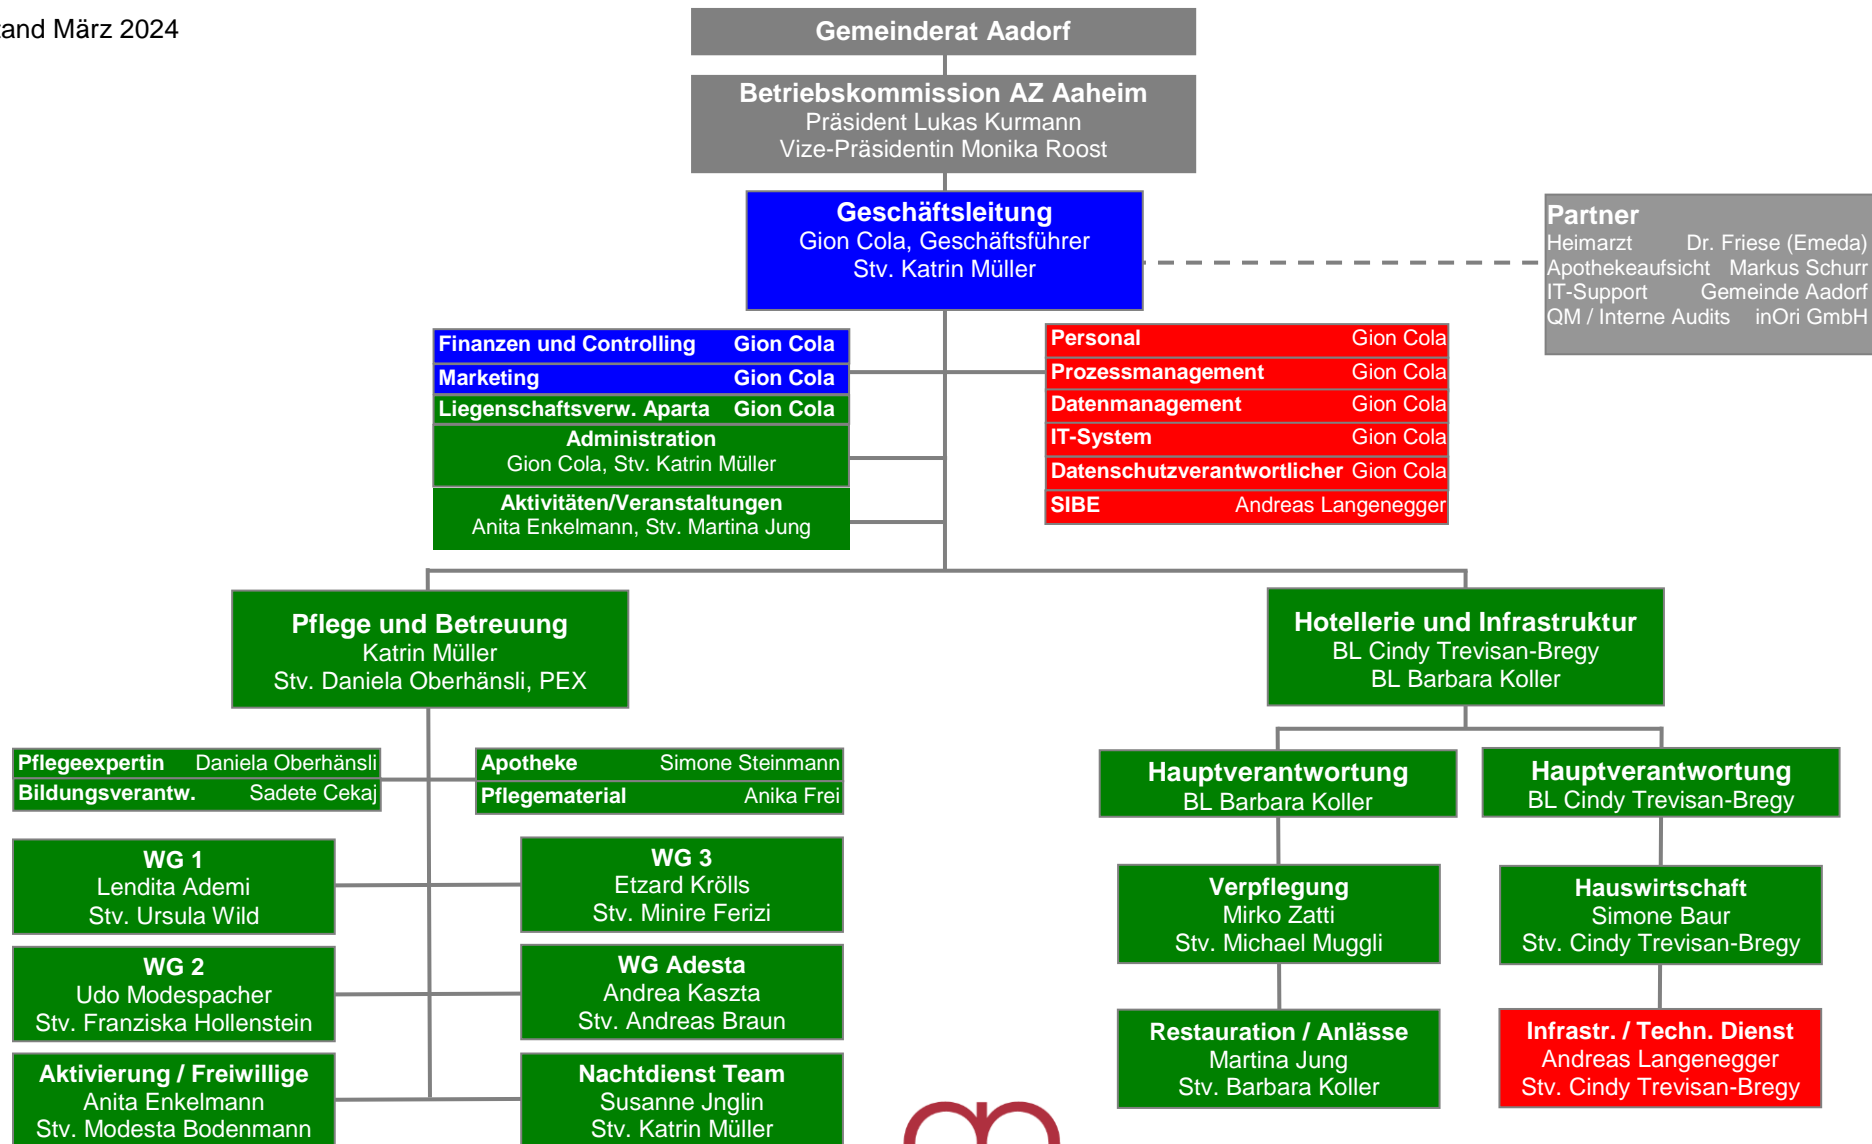 tand März 2024
Gemeinderat Aadorf
Betriebskommission AZ Aaheim
Präsident Lukas Kurmann
Vize-Präsidentin Monika Roost
Geschäftsleitung
Gion Cola, Geschäftsführer
Stv. Katrin Müller
Partner
Heimarzt Dr. Friese (Emeda)
Apothekeaufsicht Markus Schurr
IT-Support Gemeinde Aadorf
QM / Interne Audits inOri GmbH
Finanzen und Controlling Gion Cola
Marketing Gion Cola
Liegenschaftsverw. Aparta Gion Cola
Administration
Gion Cola, Stv. Katrin Müller
Aktivitäten/Veranstaltungen
Anita Enkelmann, Stv. Martina Jung
Personal Gion Cola
Prozessmanagement Gion Cola
Datenmanagement Gion Cola
IT-System Gion Cola
Datenschutzverantwortlicher Gion Cola
SIBE Andreas Langenegger
Pflege und Betreuung
Katrin Müller
Stv. Daniela Oberhänsli, PEX
Hotellerie und Infrastruktur
BL Cindy Trevisan-Bregy
BL Barbara Koller
Pflegeexpertin Daniela Oberhänsli
Bildungsverantw. Sadete Cekaj
Apotheke Simone Steinmann
Pflegematerial Anika Frei
WG 1
Lendita Ademi
Stv. Ursula Wild
WG 3
Etzard Krölls
Stv. Minire Ferizi
WG 2
Udo Modespacher
Stv. Franziska Hollenstein
WG Adesta
Andrea Kaszta
Stv. Andreas Braun
Aktivierung / Freiwillige
Anita Enkelmann
Stv. Modesta Bodenmann
Nachtdienst Team
Susanne Jnglin
Stv. Katrin Müller
Hauptverantwortung
BL Barbara Koller
Hauptverantwortung
BL Cindy Trevisan-Bregy
Verpflegung
Mirko Zatti
Stv. Michael Muggli
Hauswirtschaft
Simone Baur
Stv. Cindy Trevisan-Bregy
Restauration / Anlässe
Martina Jung
Stv. Barbara Koller
Infrastr. / Techn. Dienst
Andreas Langenegger
Stv. Cindy Trevisan-Bregy